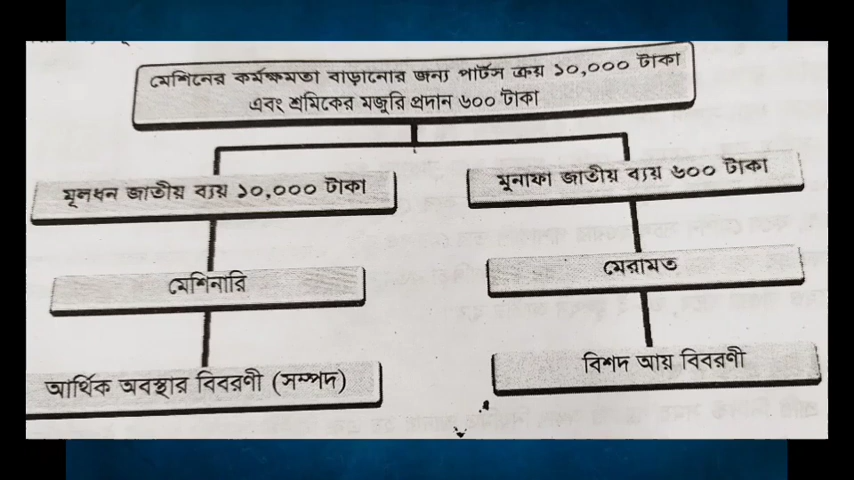 মেশিনের কর্মক্ষমতা বাড়ানোর জন্য পার্টস ক্রয় ১০,০০০ টাকা
এবং শ্রমিকের মজুরি প্রদান ৬০০ টাকা
মূলধন জাতীয় ব্যয় ১০,০০০ টাকা
মুনাফা জাতীয় ব্যয় ৬০০ টাকা
মেশিনারি
মেরামত
আর্থিক অবস্থার বিবরণী (সম্পদ)
বিশদ আয় বিবরণী